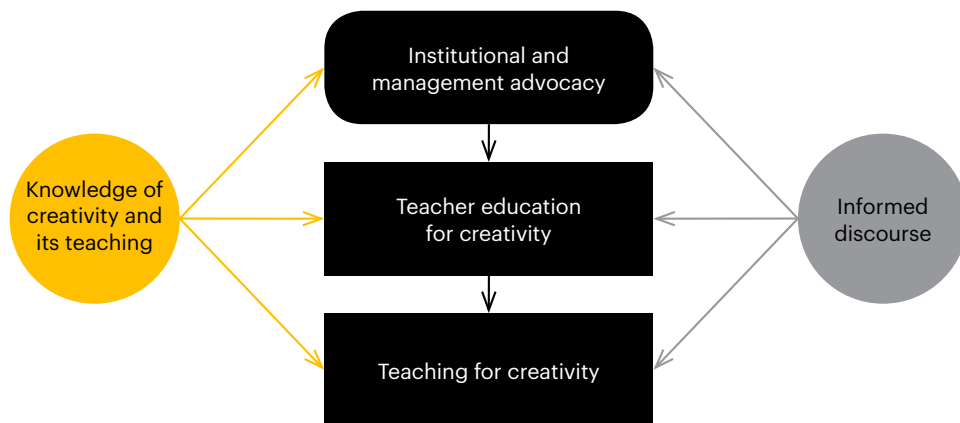 Institutional and
management advocacy
Knowledge of
creativity and
its teaching
Teacher education
for creativity
Informed
discourse
Teaching for creativity